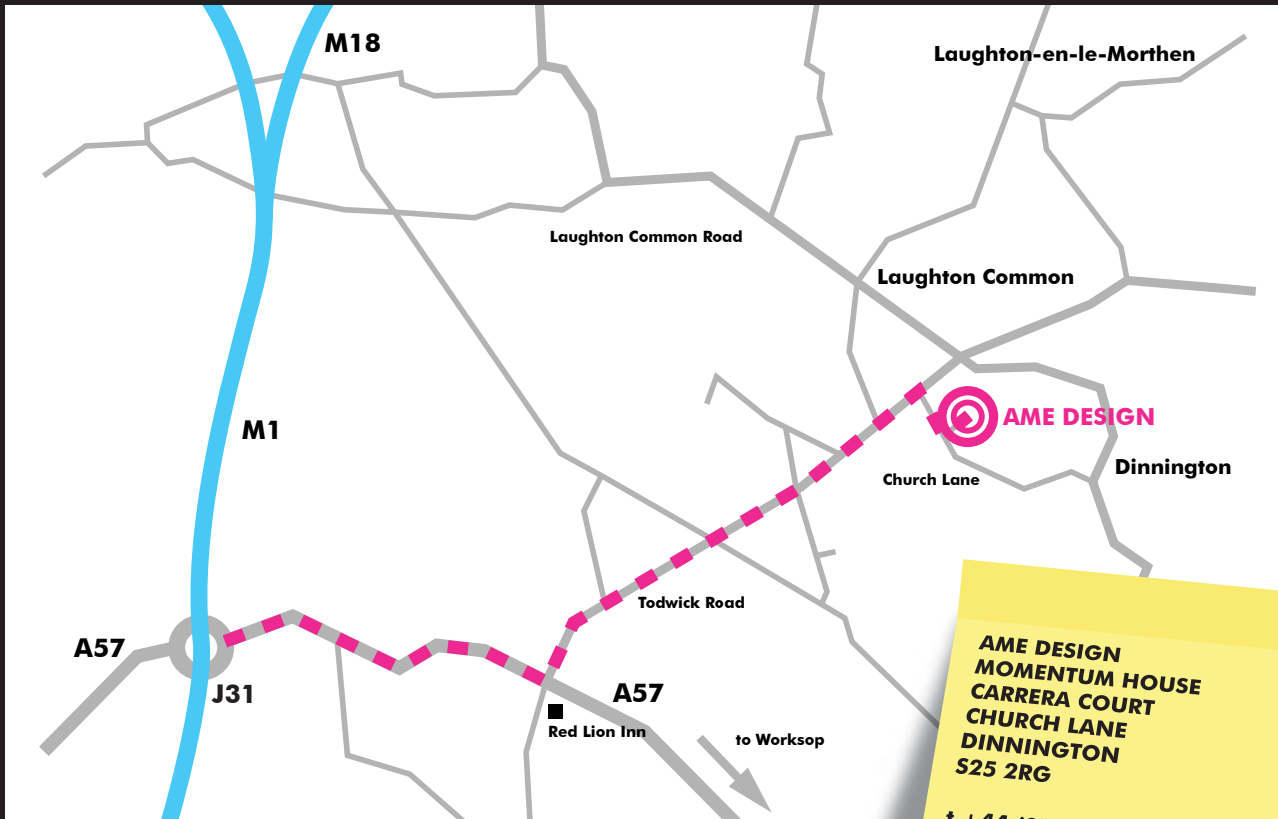 M18
Laughton-en-le-Morthen
Laughton Common Road
Laughton Common
M1
AME DESIGN
Dinnington
Church Lane
Todwick Road
A57
J31
A57
Red Lion Inn
to Worksop
AME DESIGN
MOMENTUM HOUSE
CARRERA COURT
CHURCH LANE
DINNINGTON
S25 2RG
t +44